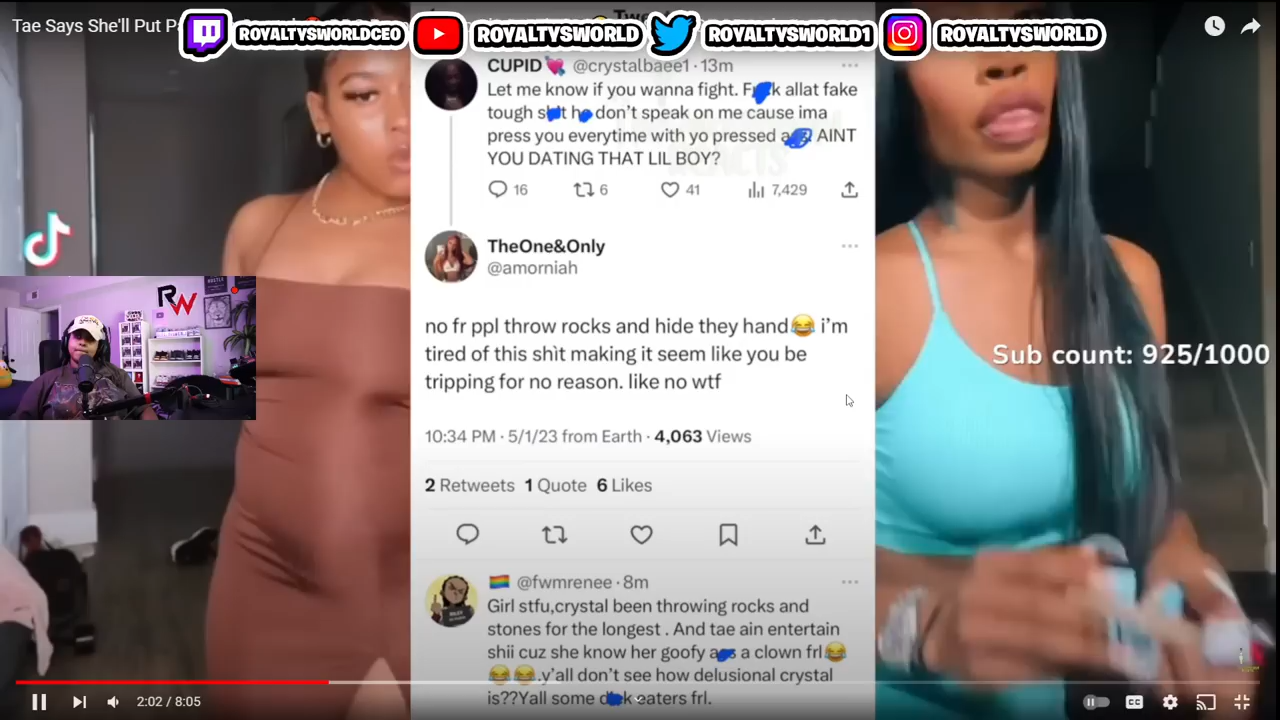 Tae Says She'll Put
ROYALTYSWORLDCEO
ROYALTYSWORLD
ROYALTYSWORLD1
ROYALTYSWORLD
CUPID💘 @crystalbaee1 · 13m
Let me know if you wanna fight. F k allat fake
tough sh t h don't speak on me cause ima
press you everytime with yo pressed a AINT
YOU DATING THAT LIL BOY?
16 6 41 7,429
TheOne&Only
@amorniah
no fr ppl throw rocks and hide they hand😂 i'm
tired of this shìt making it seem like you be
tripping for no reason. like no wtf
10:34 PM · 5/1/23 from Earth · 4,063 Views
2 Retweets 1 Quote 6 Likes
🏳️‍🌈 @fwmrenee · 8m
Girl stfu,crystal been throwing rocks and
stones for the longest . And tae ain entertain
shii cuz she know her goofy a s a clown frl😂
😂😂.y'all don't see how delusional crystal
is??Yall some d k eaters frl.
RW
Sub count: 925/1000
2:02 / 8:05
CC